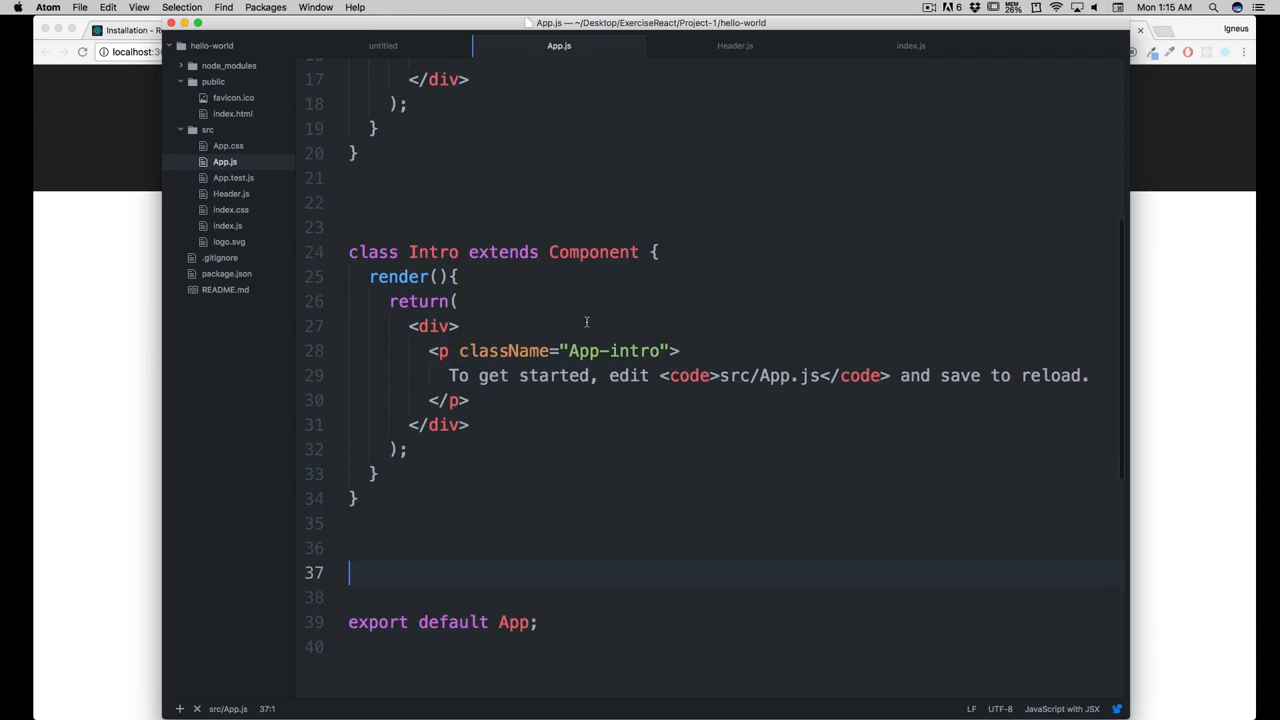 Atom File Edit View Selection Find Packages Window Help
6
MEM 26%
Mon 1:15 AM
Installation - Re
Igneus
localhost:30
App.js — ~/Desktop/ExerciseReact/Project-1/hello-world
hello-world
untitled
App.js
Header.js
index.js
node_modules
public
favicon.ico
index.html
src
App.css
App.js
App.test.js
Header.js
index.css
index.js
logo.svg
.gitignore
package.json
README.md
17 </div>
18 );
19 }
20 }
21
22
23
24 class Intro extends Component {
25 render(){
26 return(
27 <div>
28 <p className="App-intro">
29 To get started, edit <code>src/App.js</code> and save to reload.
30 </p>
31 </div>
32 );
33 }
34 }
35
36
37
38
39 export default App;
40
src/App.js 37:1
LF UTF-8 JavaScript with JSX